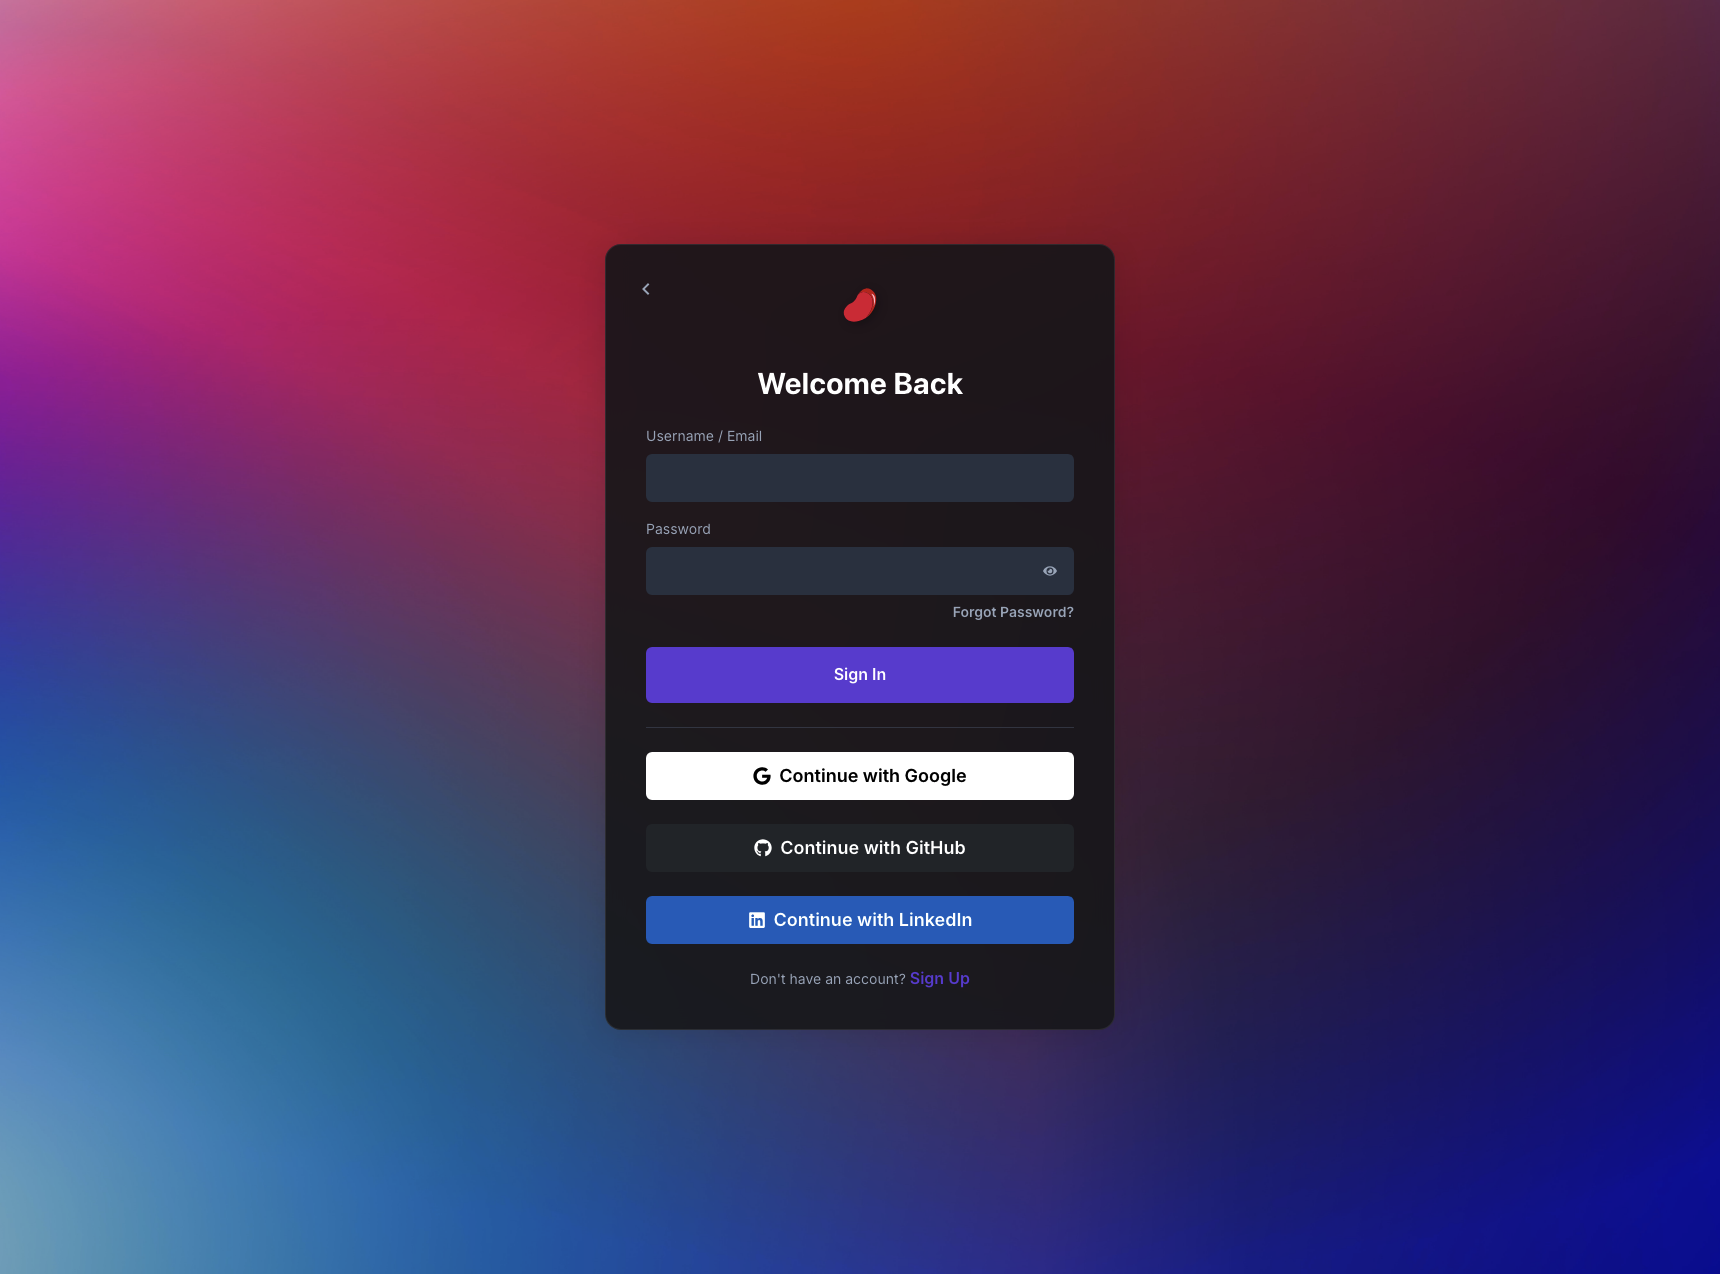 Welcome Back
Username / Email
Password
Forgot Password?
Sign In
Continue with Google
Continue with GitHub
Continue with LinkedIn
Don't have an account? Sign Up